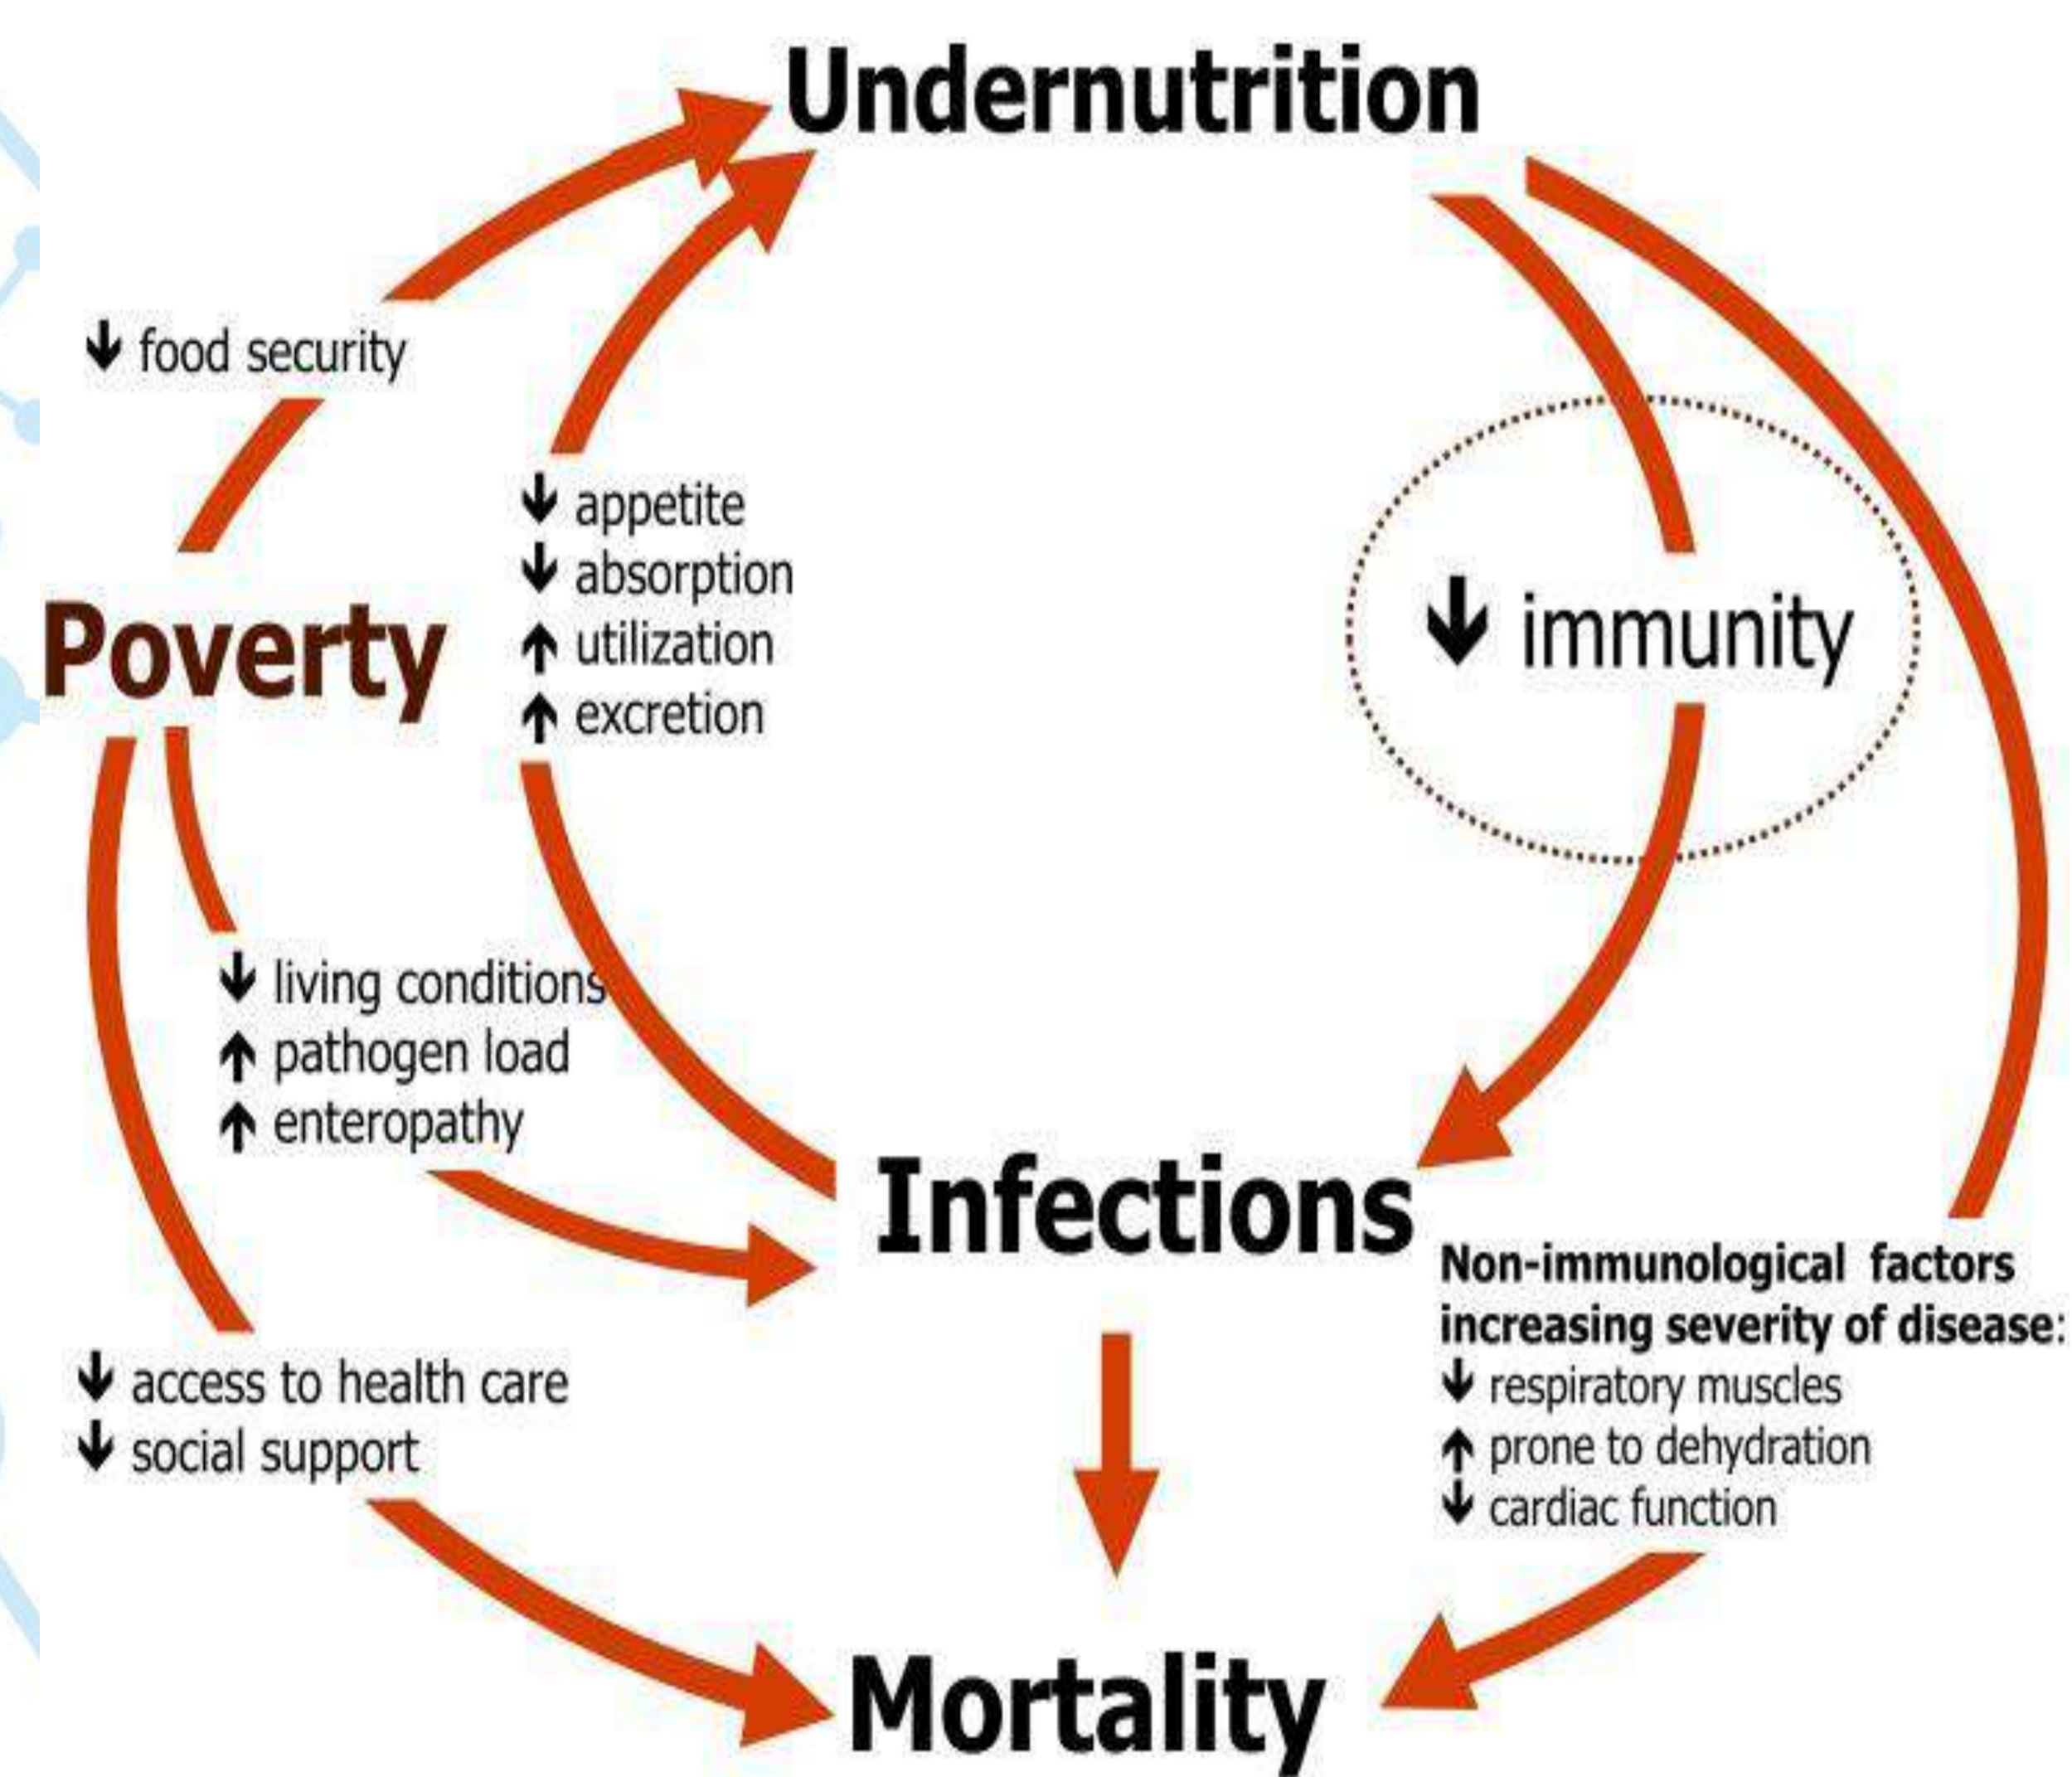 Undernutrition
↓ food security
↓ appetite
↓ absorption
↑ utilization
↑ excretion
Poverty
↓ immunity
↓ living conditions
↑ pathogen load
↑ enteropathy
Infections
Non-immunological factors
increasing severity of disease:
↓ respiratory muscles
↑ prone to dehydration
↓ cardiac function
↓ access to health care
↓ social support
Mortality